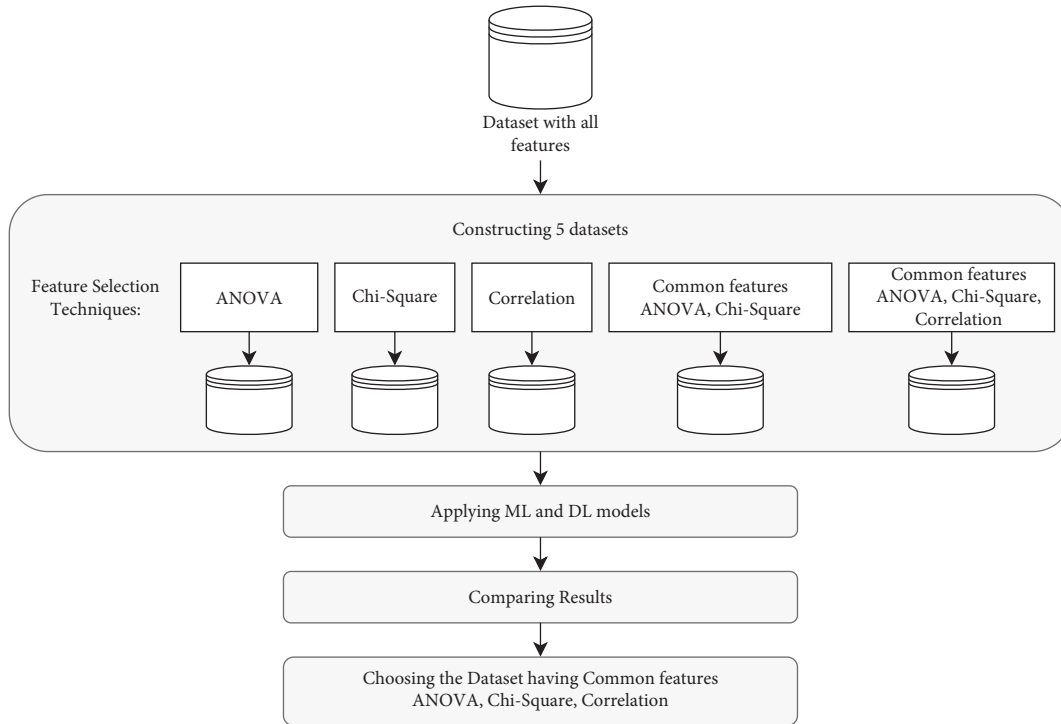 Dataset with all
features
Constructing 5 datasets
Feature Selection
Techniques:
ANOVA
Chi-Square
Correlation
Common features
ANOVA, Chi-Square
Common features
ANOVA, Chi-Square,
Correlation
Applying ML and DL models
Comparing Results
Choosing the Dataset having Common features
ANOVA, Chi-Square, Correlation